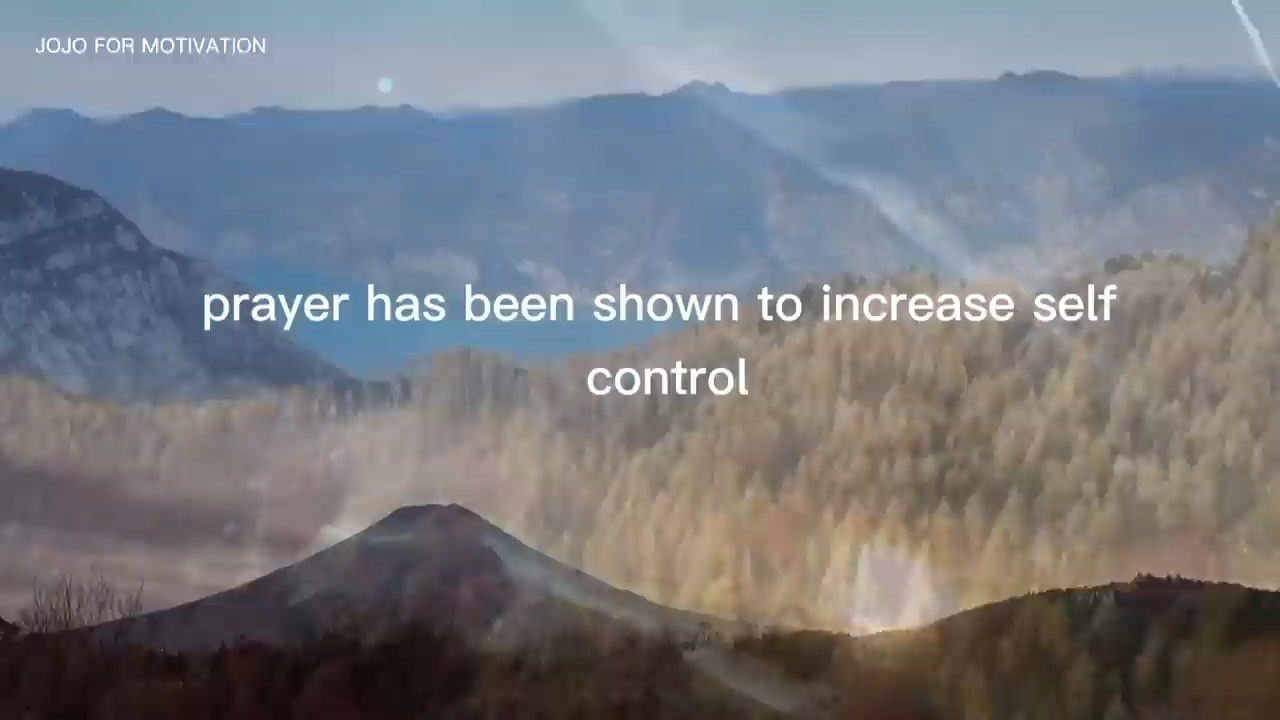 JOJO FOR MOTIVATION
prayer has been shown to increase self
control